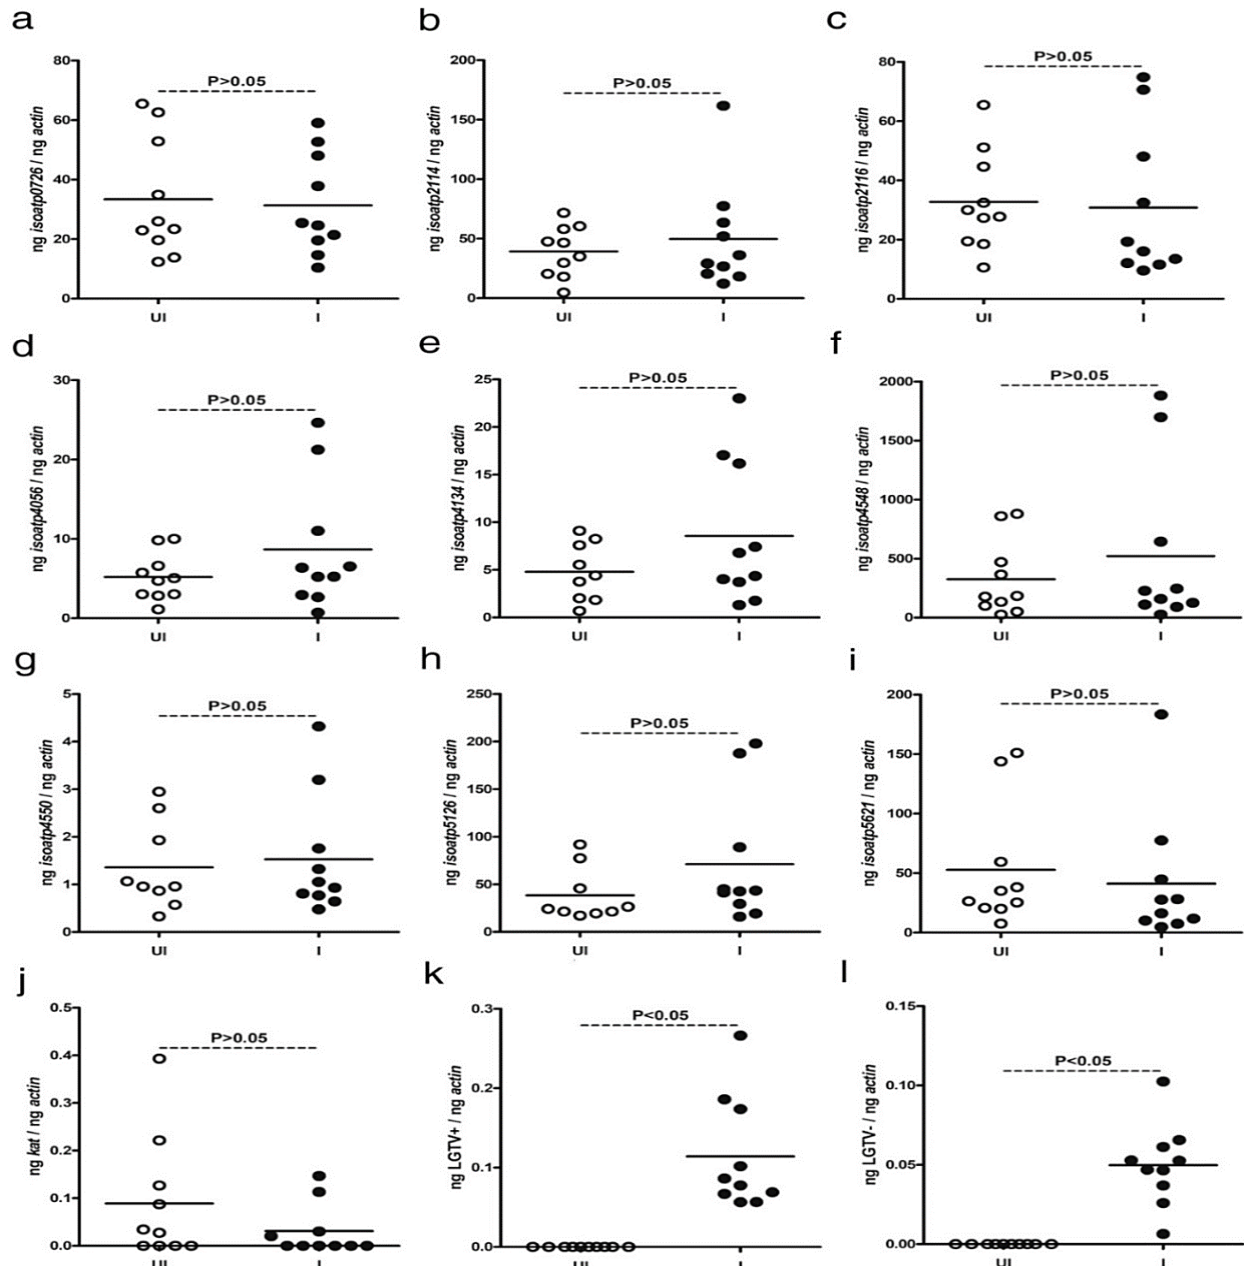 a
80
60
40
20
0
ng isoatp0726 / ng actin
P>0.05
UI
I
b
200
150
100
50
0
ng isoatp2114 / ng actin
P>0.05
UI
I
c
80
60
40
20
0
ng isoatp2116 / ng actin
P>0.05
UI
I
d
30
20
10
0
ng isoatp4056 / ng actin
P>0.05
UI
I
e
25
20
15
10
5
0
ng isoatp4134 / ng actin
P>0.05
UI
I
f
2000
1500
1000
500
0
ng isoatp4548 / ng actin
P>0.05
UI
I
g
5
4
3
2
1
0
ng isoatp4550 / ng actin
P>0.05
UI
I
h
250
200
150
100
50
0
ng isoatp5126 / ng actin
P>0.05
UI
I
i
200
150
100
50
0
ng isoatp5621 / ng actin
P>0.05
UI
I
j
0.5
0.4
0.3
0.2
0.1
0.0
ng kat / ng actin
P>0.05
UI
I
k
0.3
0.2
0.1
0.0
ng LGTV+ / ng actin
P<0.05
UI
I
l
0.15
0.10
0.05
0.00
ng LGTV- / ng actin
P<0.05
UI
I